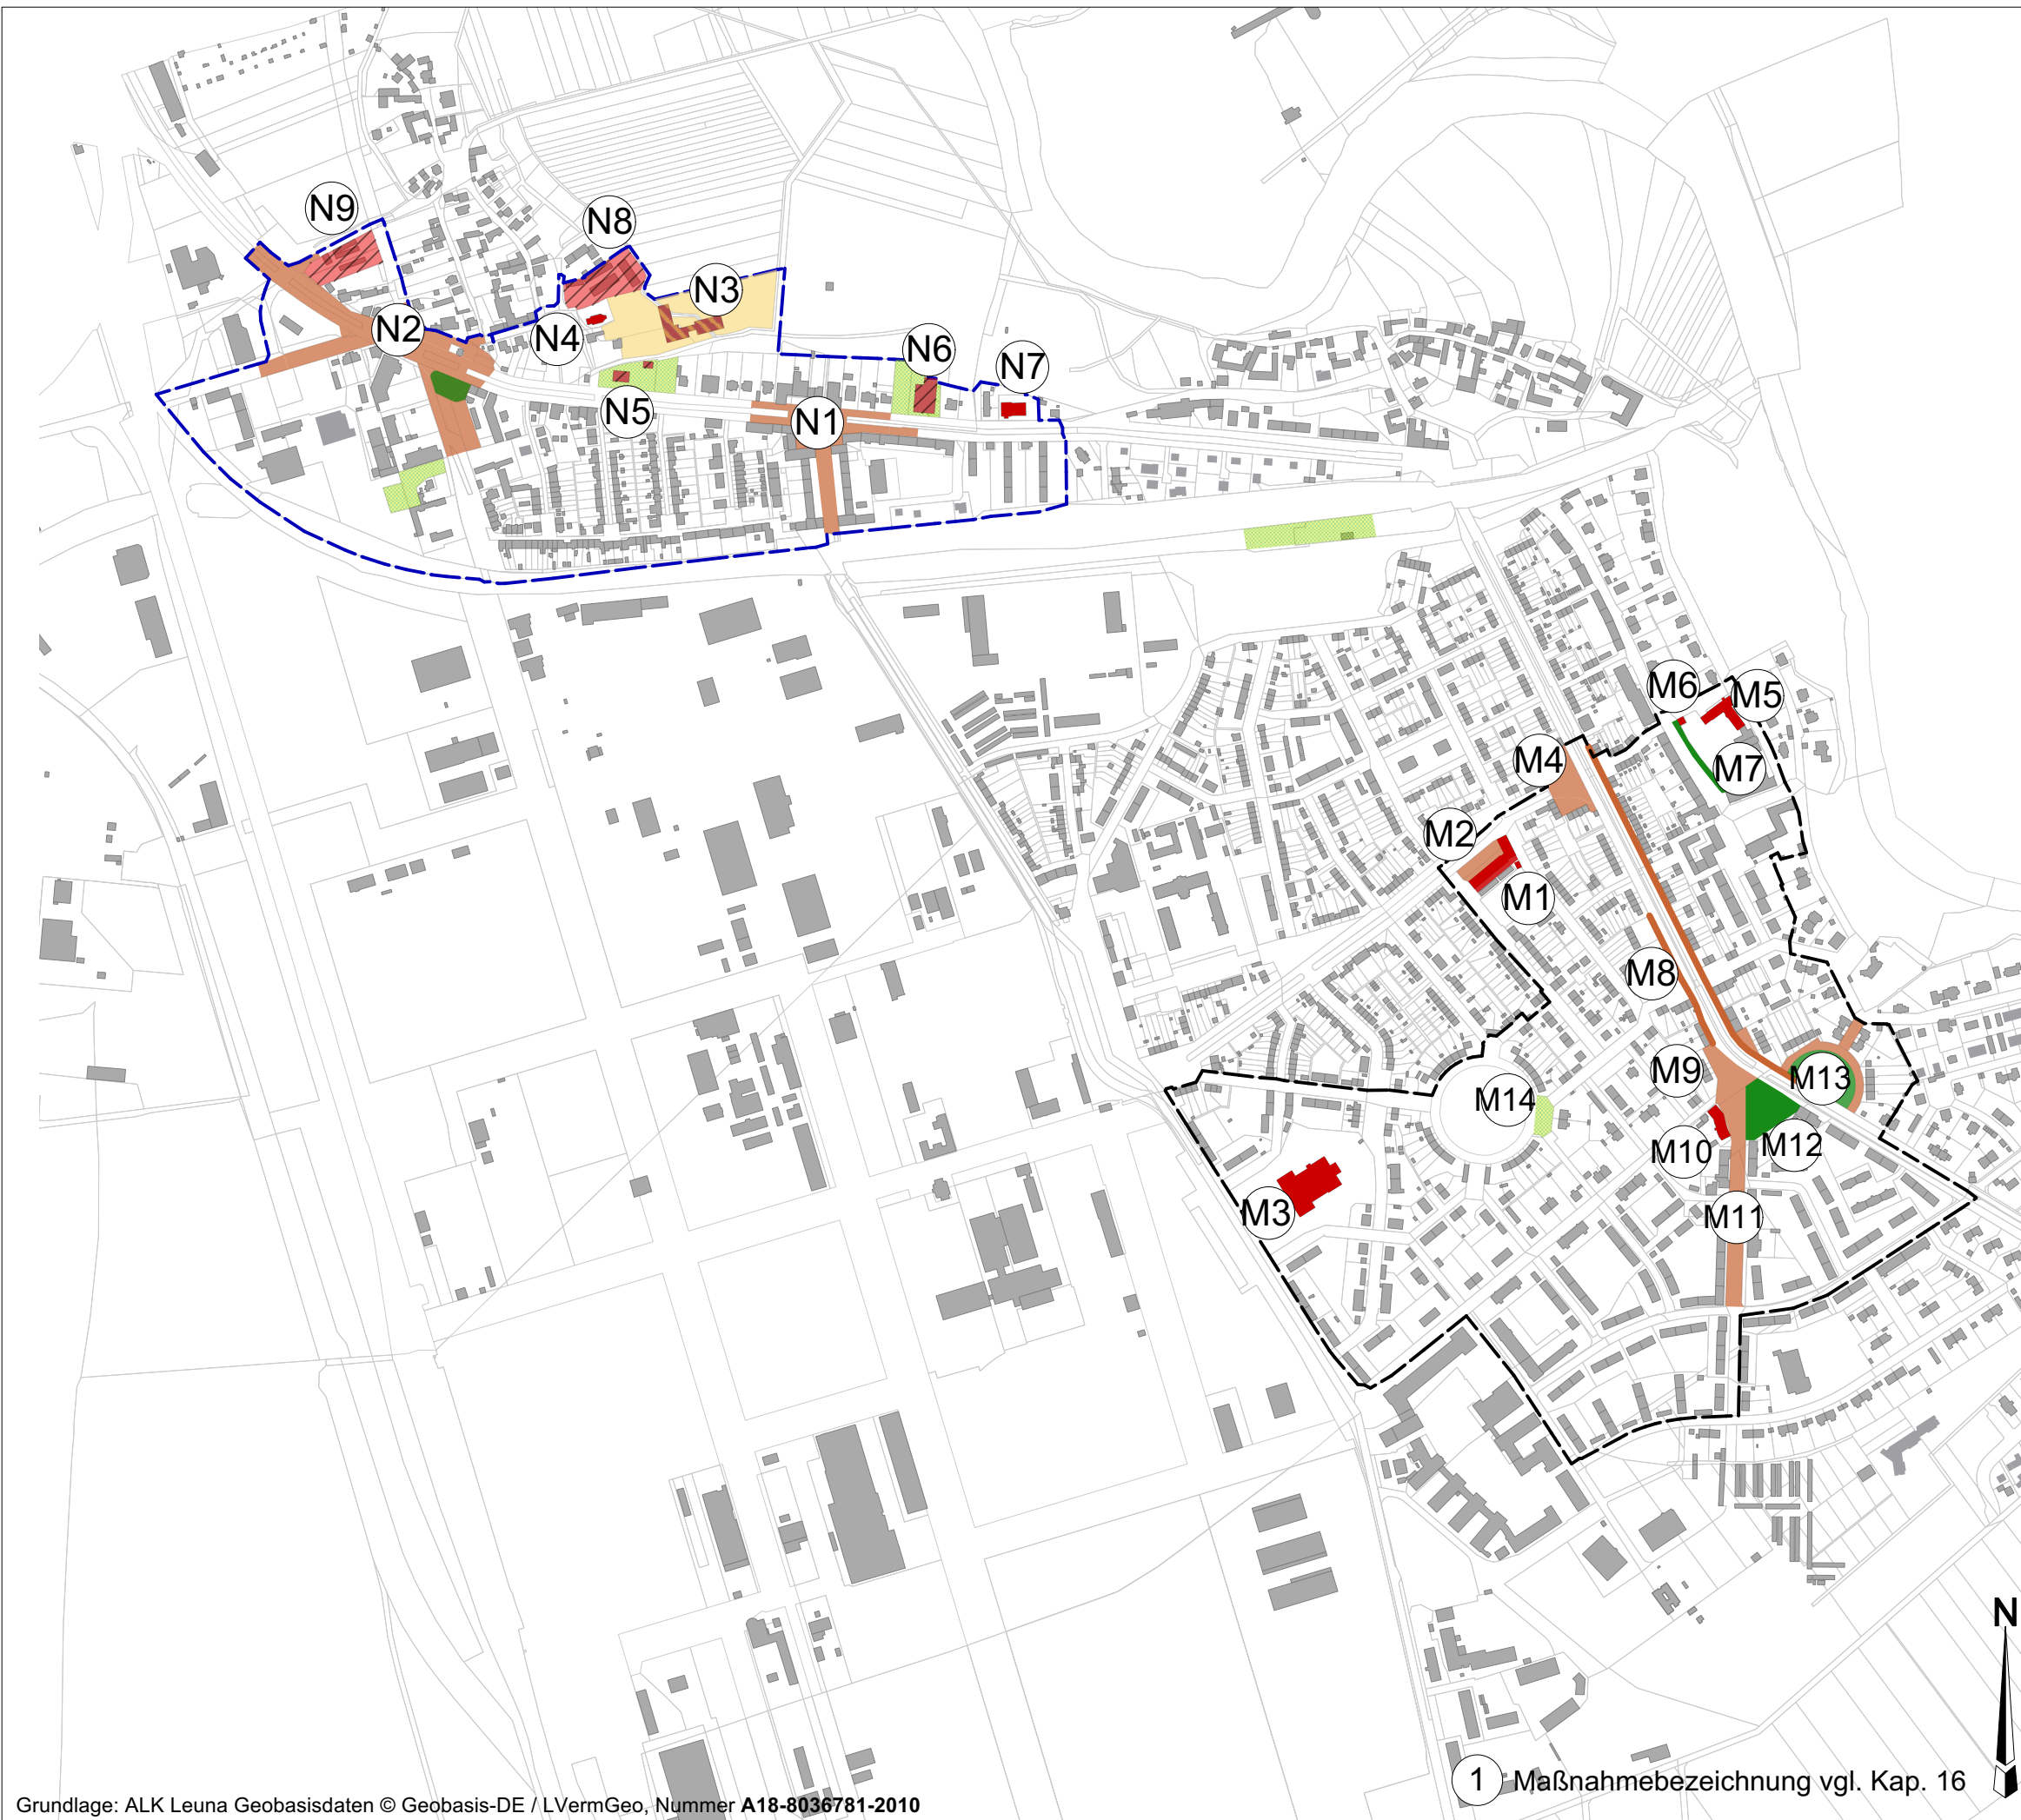 N9
N8
N3
N2
N4
N6
N7
N5
N1
M6
M5
M4
M7
M2
M1
M8
M9
M13
M14
M10
M12
M3
M11
N
1 Maßnahmebezeichnung vgl. Kap. 16
Grundlage: ALK Leuna Geobasisdaten © Geobasis-DE / LVermGeo, Nummer A18-8036781-2010